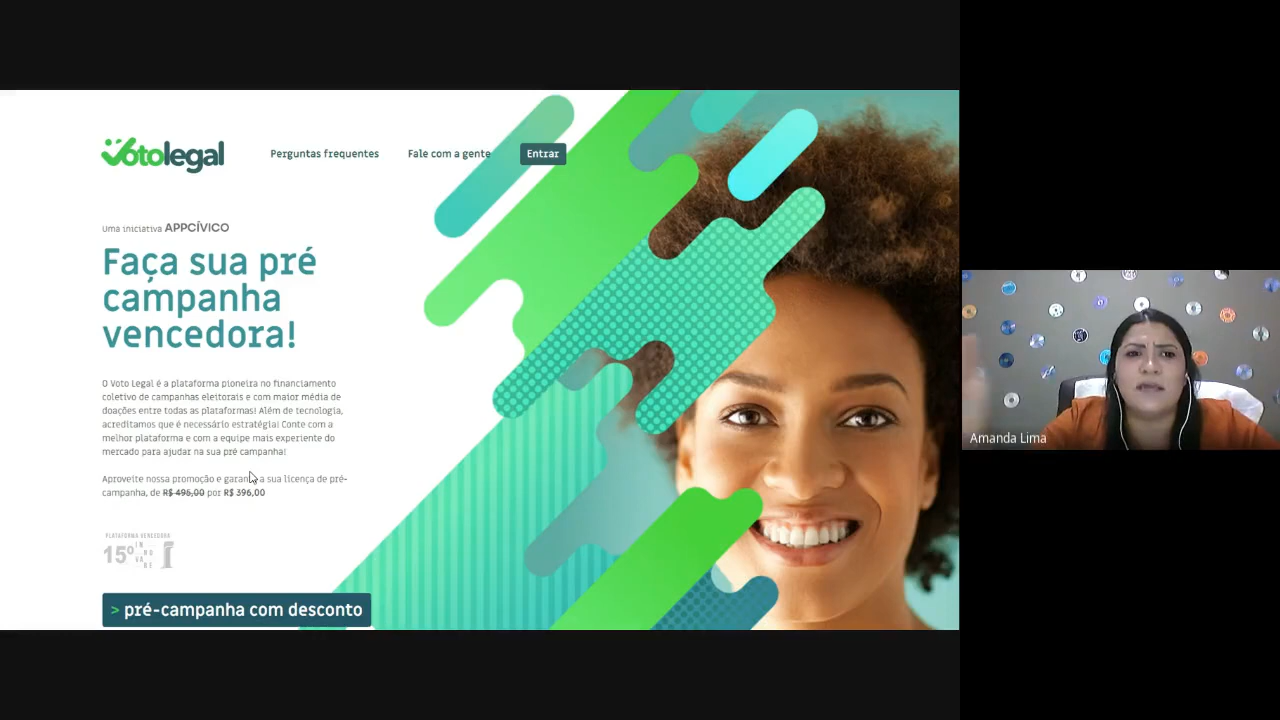 Votolegal
Perguntas frequentes
Fale com a gente
Entrar
Uma iniciativa APPCÍVICO
Faça sua pré
campanha
vencedora!
O Voto Legal é a plataforma pioneira no financiamento
coletivo de campanhas eleitorais e com maior média de
doações entre todas as plataformas! Além de tecnologia,
acreditamos que é necessário estratégia! Conte com a
melhor plataforma e com a equipe mais experiente do
mercado para ajudar na sua pré campanha!
Aproveite nossa promoção e garanta a sua licença de pré-
campanha, de R$ 495,00 por R$ 396,00
PLATAFORMA VENCEDORA
15º INNOVARE
> pré-campanha com desconto
Amanda Lima